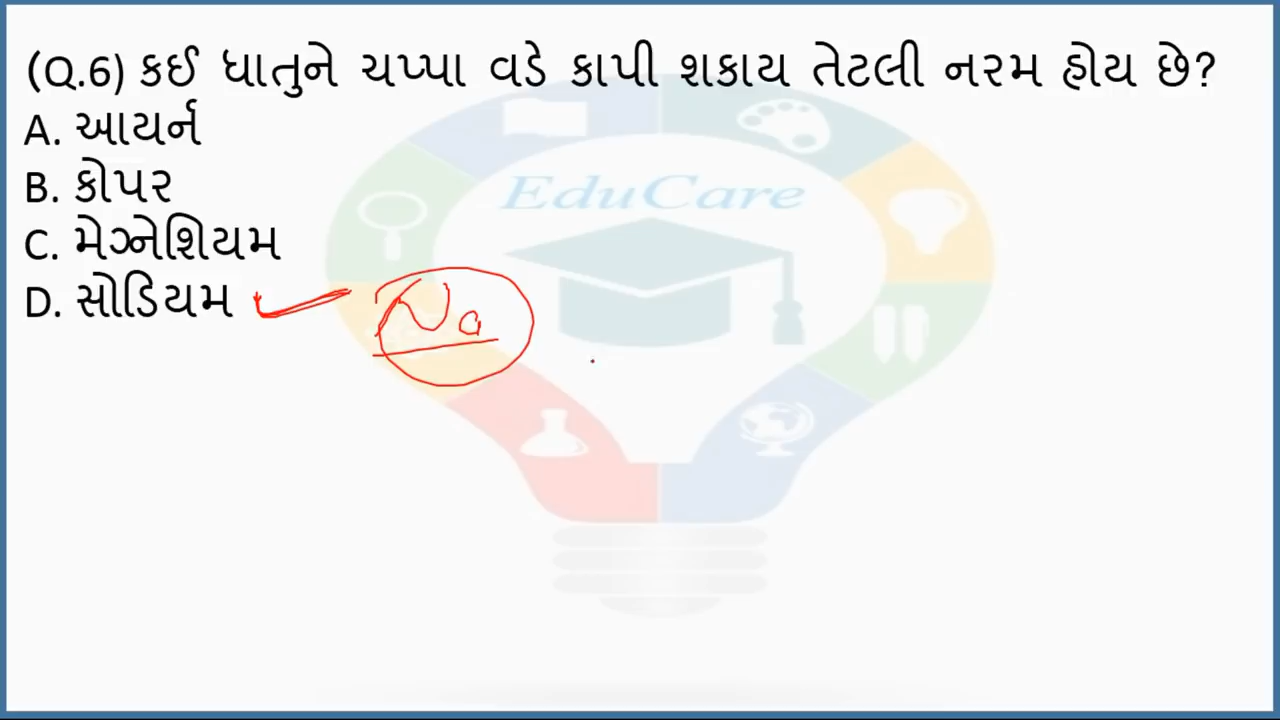 (Q.6) કઈ ધાતુને ચપ્પા વડે કાપી શકાય તેટલી નરમ હોય છે?
A. આયર્ન
B. કોપર
C. મેગ્નેશિયમ
D. સોડિયમ
Na
EduCare